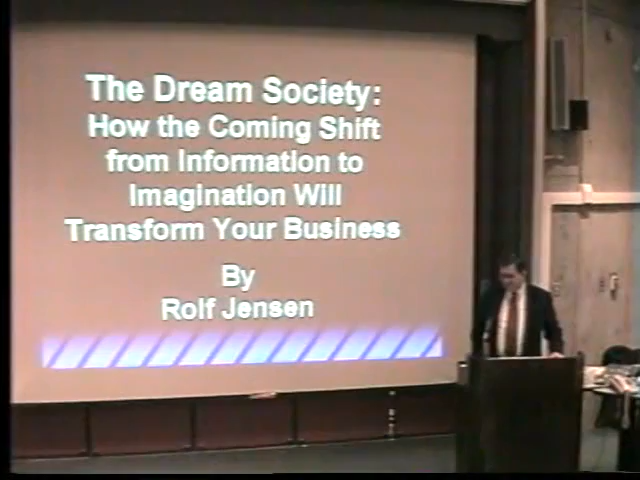 The Dream Society:
How the Coming Shift
from Information to
Imagination Will
Transform Your Business
By
Rolf Jensen